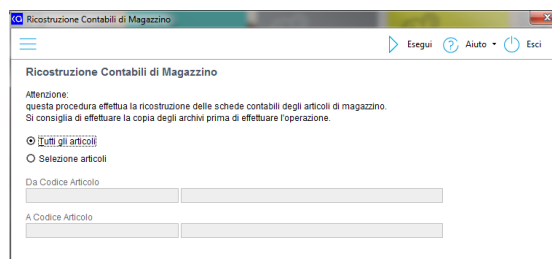 Ricostruzione Contabili di Magazzino
Esegui
Aiuto
Esci
Ricostruzione Contabili di Magazzino
Attenzione:
questa procedura effettua la ricostruzione delle schede contabili degli articoli di magazzino.
Si consiglia di effettuare la copia degli archivi prima di effettuare l'operazione.
Tutti gli articoli
Selezione articoli
Da Codice Articolo
A Codice Articolo